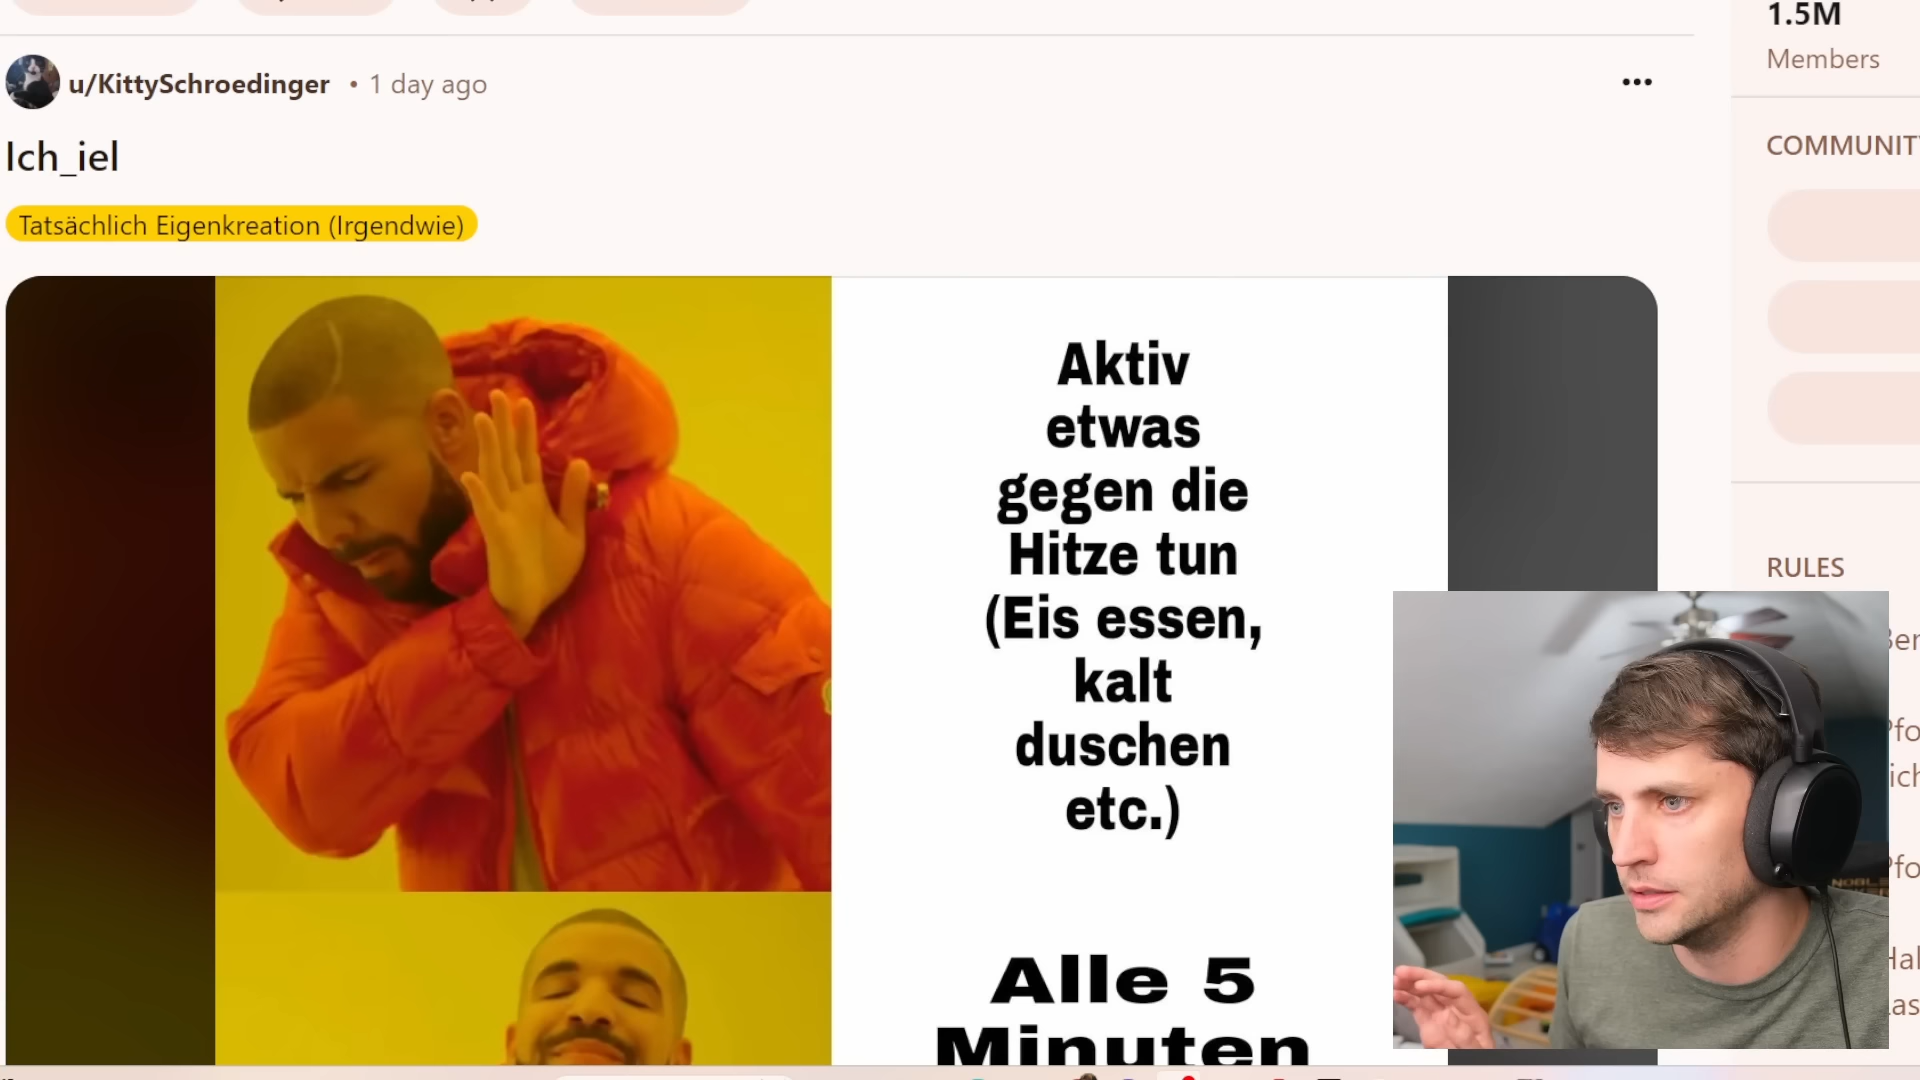 1.5M
Members
u/KittySchroedinger • 1 day ago
Ich_iel
Tatsächlich Eigenkreation (Irgendwie)
COMMUNIT
RULES
Aktiv
etwas
gegen die
Hitze tun
(Eis essen,
kalt
duschen
etc.)
Alle 5
Minuten